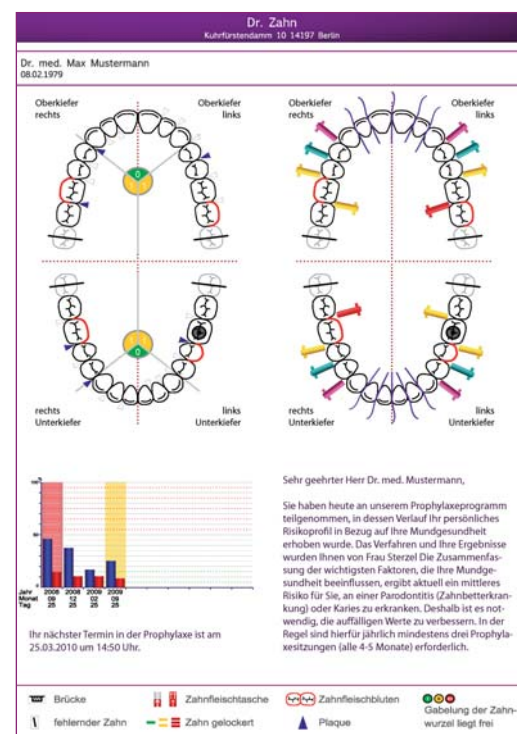 Dr. Zahn
Kuhrfürstendamm 10 14197 Berlin
Dr. med. Max Mustermann
08.02.1979
Oberkiefer
rechts
Oberkiefer
links
Oberkiefer
rechts
Oberkiefer
links
0
0
rechts
Unterkiefer
links
Unterkiefer
rechts
Unterkiefer
links
Unterkiefer
100
50
Jahr 2008 2008 2009 2009
Monat 09 12 02 09
Tag 25 25 25 25
Ihr nächster Termin in der Prophylaxe ist am
25.03.2010 um 14:50 Uhr.
Sehr geehrter Herr Dr. med. Mustermann,
Sie haben heute an unserem Prophylaxeprogramm
teilgenommen, in dessen Verlauf Ihr persönliches
Risikoprofil in Bezug auf Ihre Mundgesundheit
erhoben wurde. Das Verfahren und Ihre Ergebnisse
wurden Ihnen von Frau Sterzel Die Zusammenfas-
sung der wichtigsten Faktoren, die Ihre Mundge-
sundheit beeinflussen, ergibt aktuell ein mittleres
Risiko für Sie, an einer Parodontitis (Zahnbetterkran-
kung) oder Karies zu erkranken. Deshalb ist es not-
wendig, die auffälligen Werte zu verbessern. In der
Regel sind hierfür jährlich mindestens drei Prophyla-
xesitzungen (alle 4-5 Monate) erforderlich.
Brücke
Zahnfleischtasche
Zahnfleischbluten
Gabelung der Zahn-
wurzel liegt frei
fehlernder Zahn
Zahn gelockert
Plaque